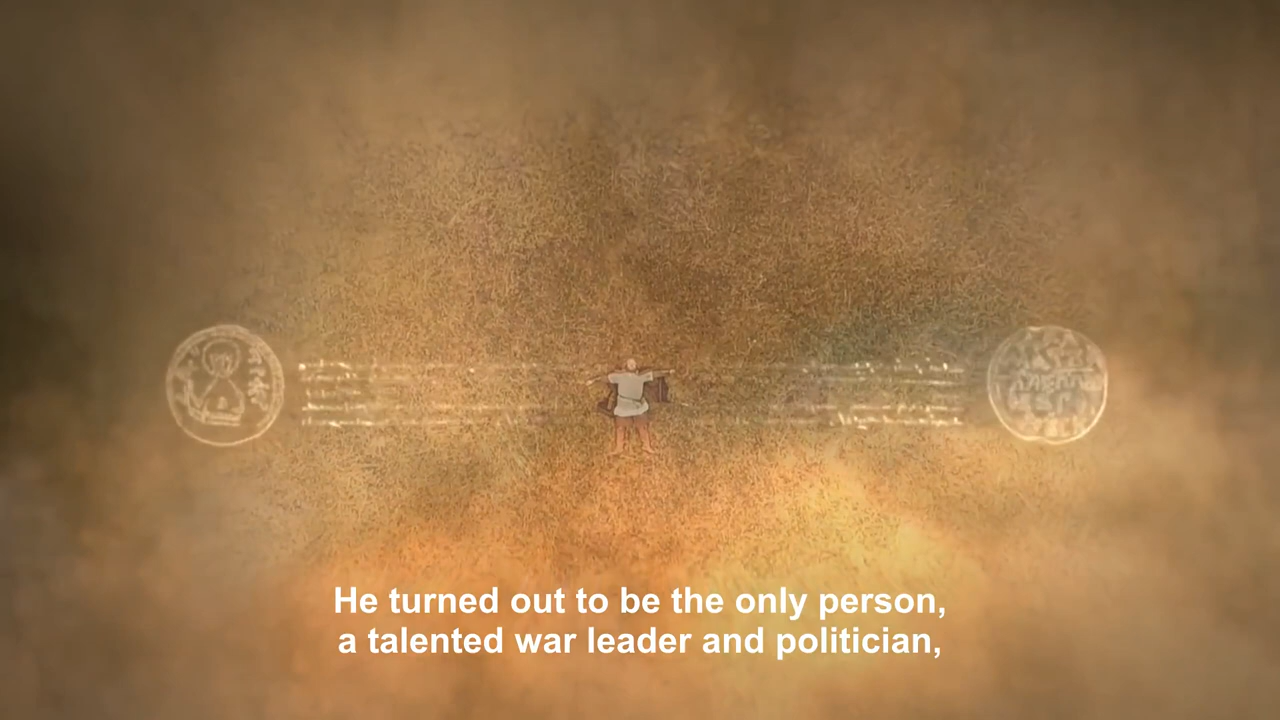 He turned out to be the only person,
a talented war leader and politician,